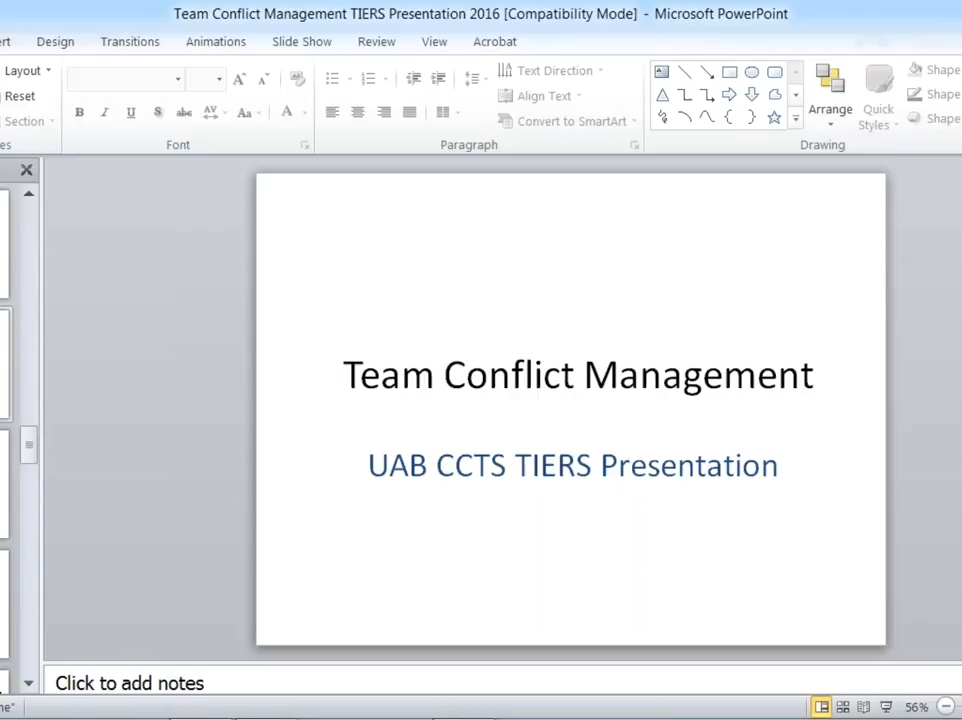 Team Conflict Management TIERS Presentation 2016 [Compatibility Mode] - Microsoft PowerPoint
Design Transitions Animations Slide Show Review View Acrobat
Layout
Reset
Section
B I U S abc AV Aa A
Font
Text Direction
Align Text
Convert to SmartArt
Paragraph
Arrange
Quick
Styles
Shape
Shape
Shape
Drawing
Team Conflict Management
UAB CCTS TIERS Presentation
Click to add notes
56%